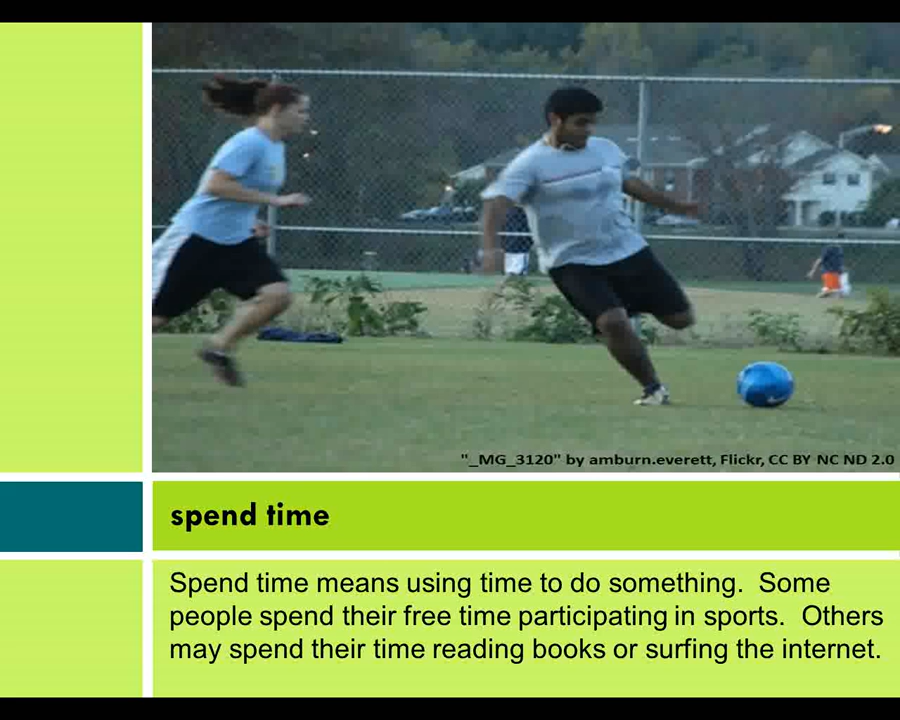 "_MG_3120" by amburn.everett, Flickr, CC BY NC ND 2.0
spend time
Spend time means using time to do something.  Some
people spend their free time participating in sports.  Others
may spend their time reading books or surfing the internet.